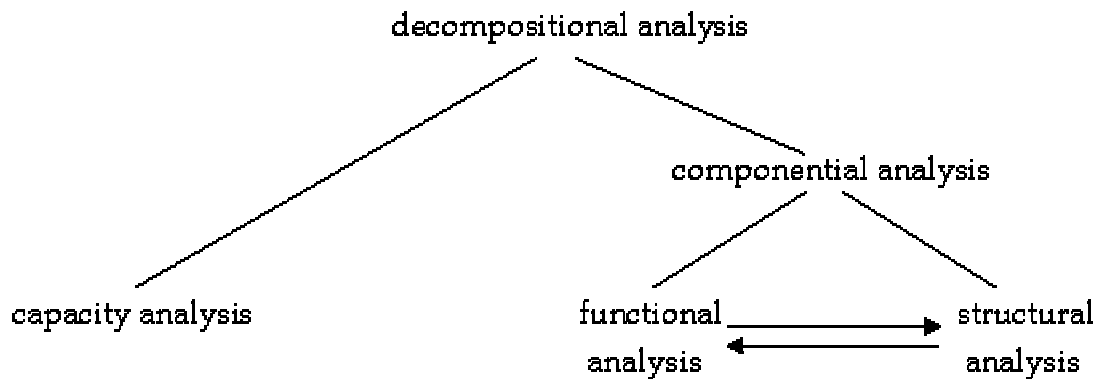 decompositional analysis
componential analysis
capacity analysis
functional
analysis
structural
analysis